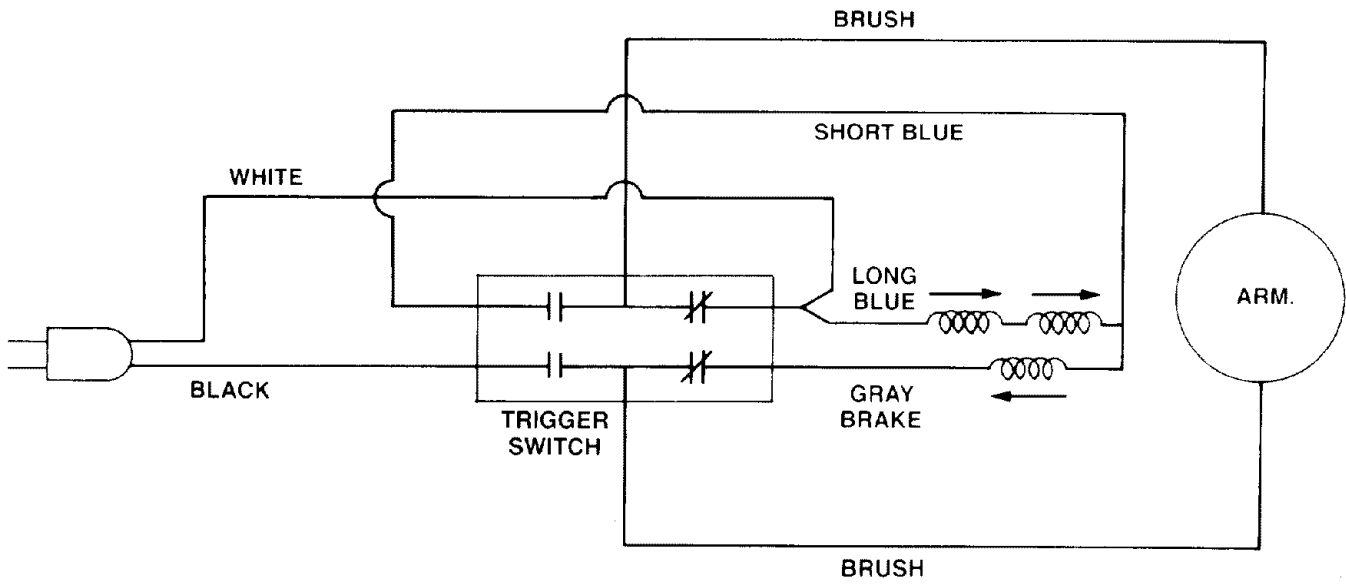 BRUSH
SHORT BLUE
WHITE
LONG
BLUE
ARM.
BLACK
TRIGGER
SWITCH
GRAY
BRAKE
BRUSH